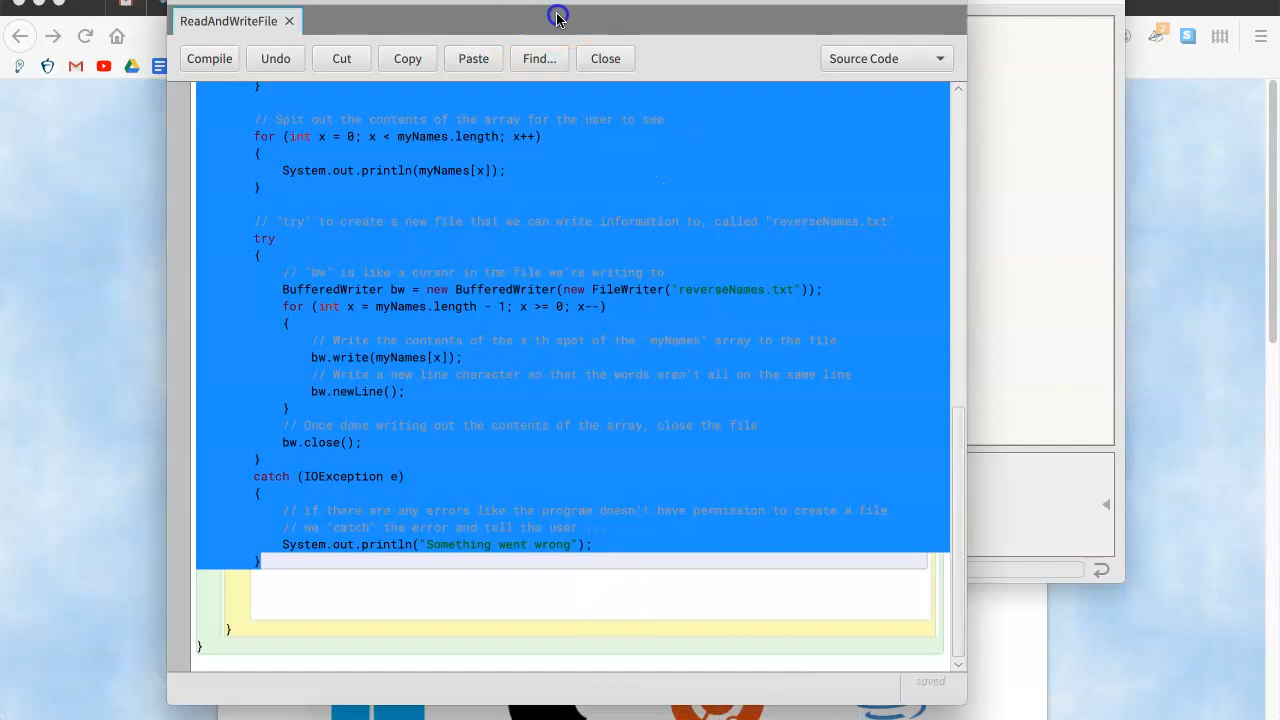 ReadAndWriteFile ×
Compile Undo Cut Copy Paste Find... Close Source Code
}
// Spit out the contents of the array for the user to see
for (int x = 0; x < myNames.length; x++)
{
System.out.println(myNames[x]);
}
// "try" to create a new file that we can write information to, called "reverseNames.txt"
try
{
// "bw" is like a cursor in the file we're writing to
BufferedWriter bw = new BufferedWriter(new FileWriter("reverseNames.txt"));
for (int x = myNames.length - 1; x >= 0; x--)
{
// Write the contents of the x'th spot of the "myNames" array to the file
bw.write(myNames[x]);
// Write a new line character so that the words aren't all on the same line
bw.newLine();
}
// Once done writing out the contents of the array, close the file
bw.close();
}
catch (IOException e)
{
// if there are any errors like the program doesn't have permission to create a file
// we "catch" the error and tell the user ...
System.out.println("Something went wrong");
}
}
}
saved